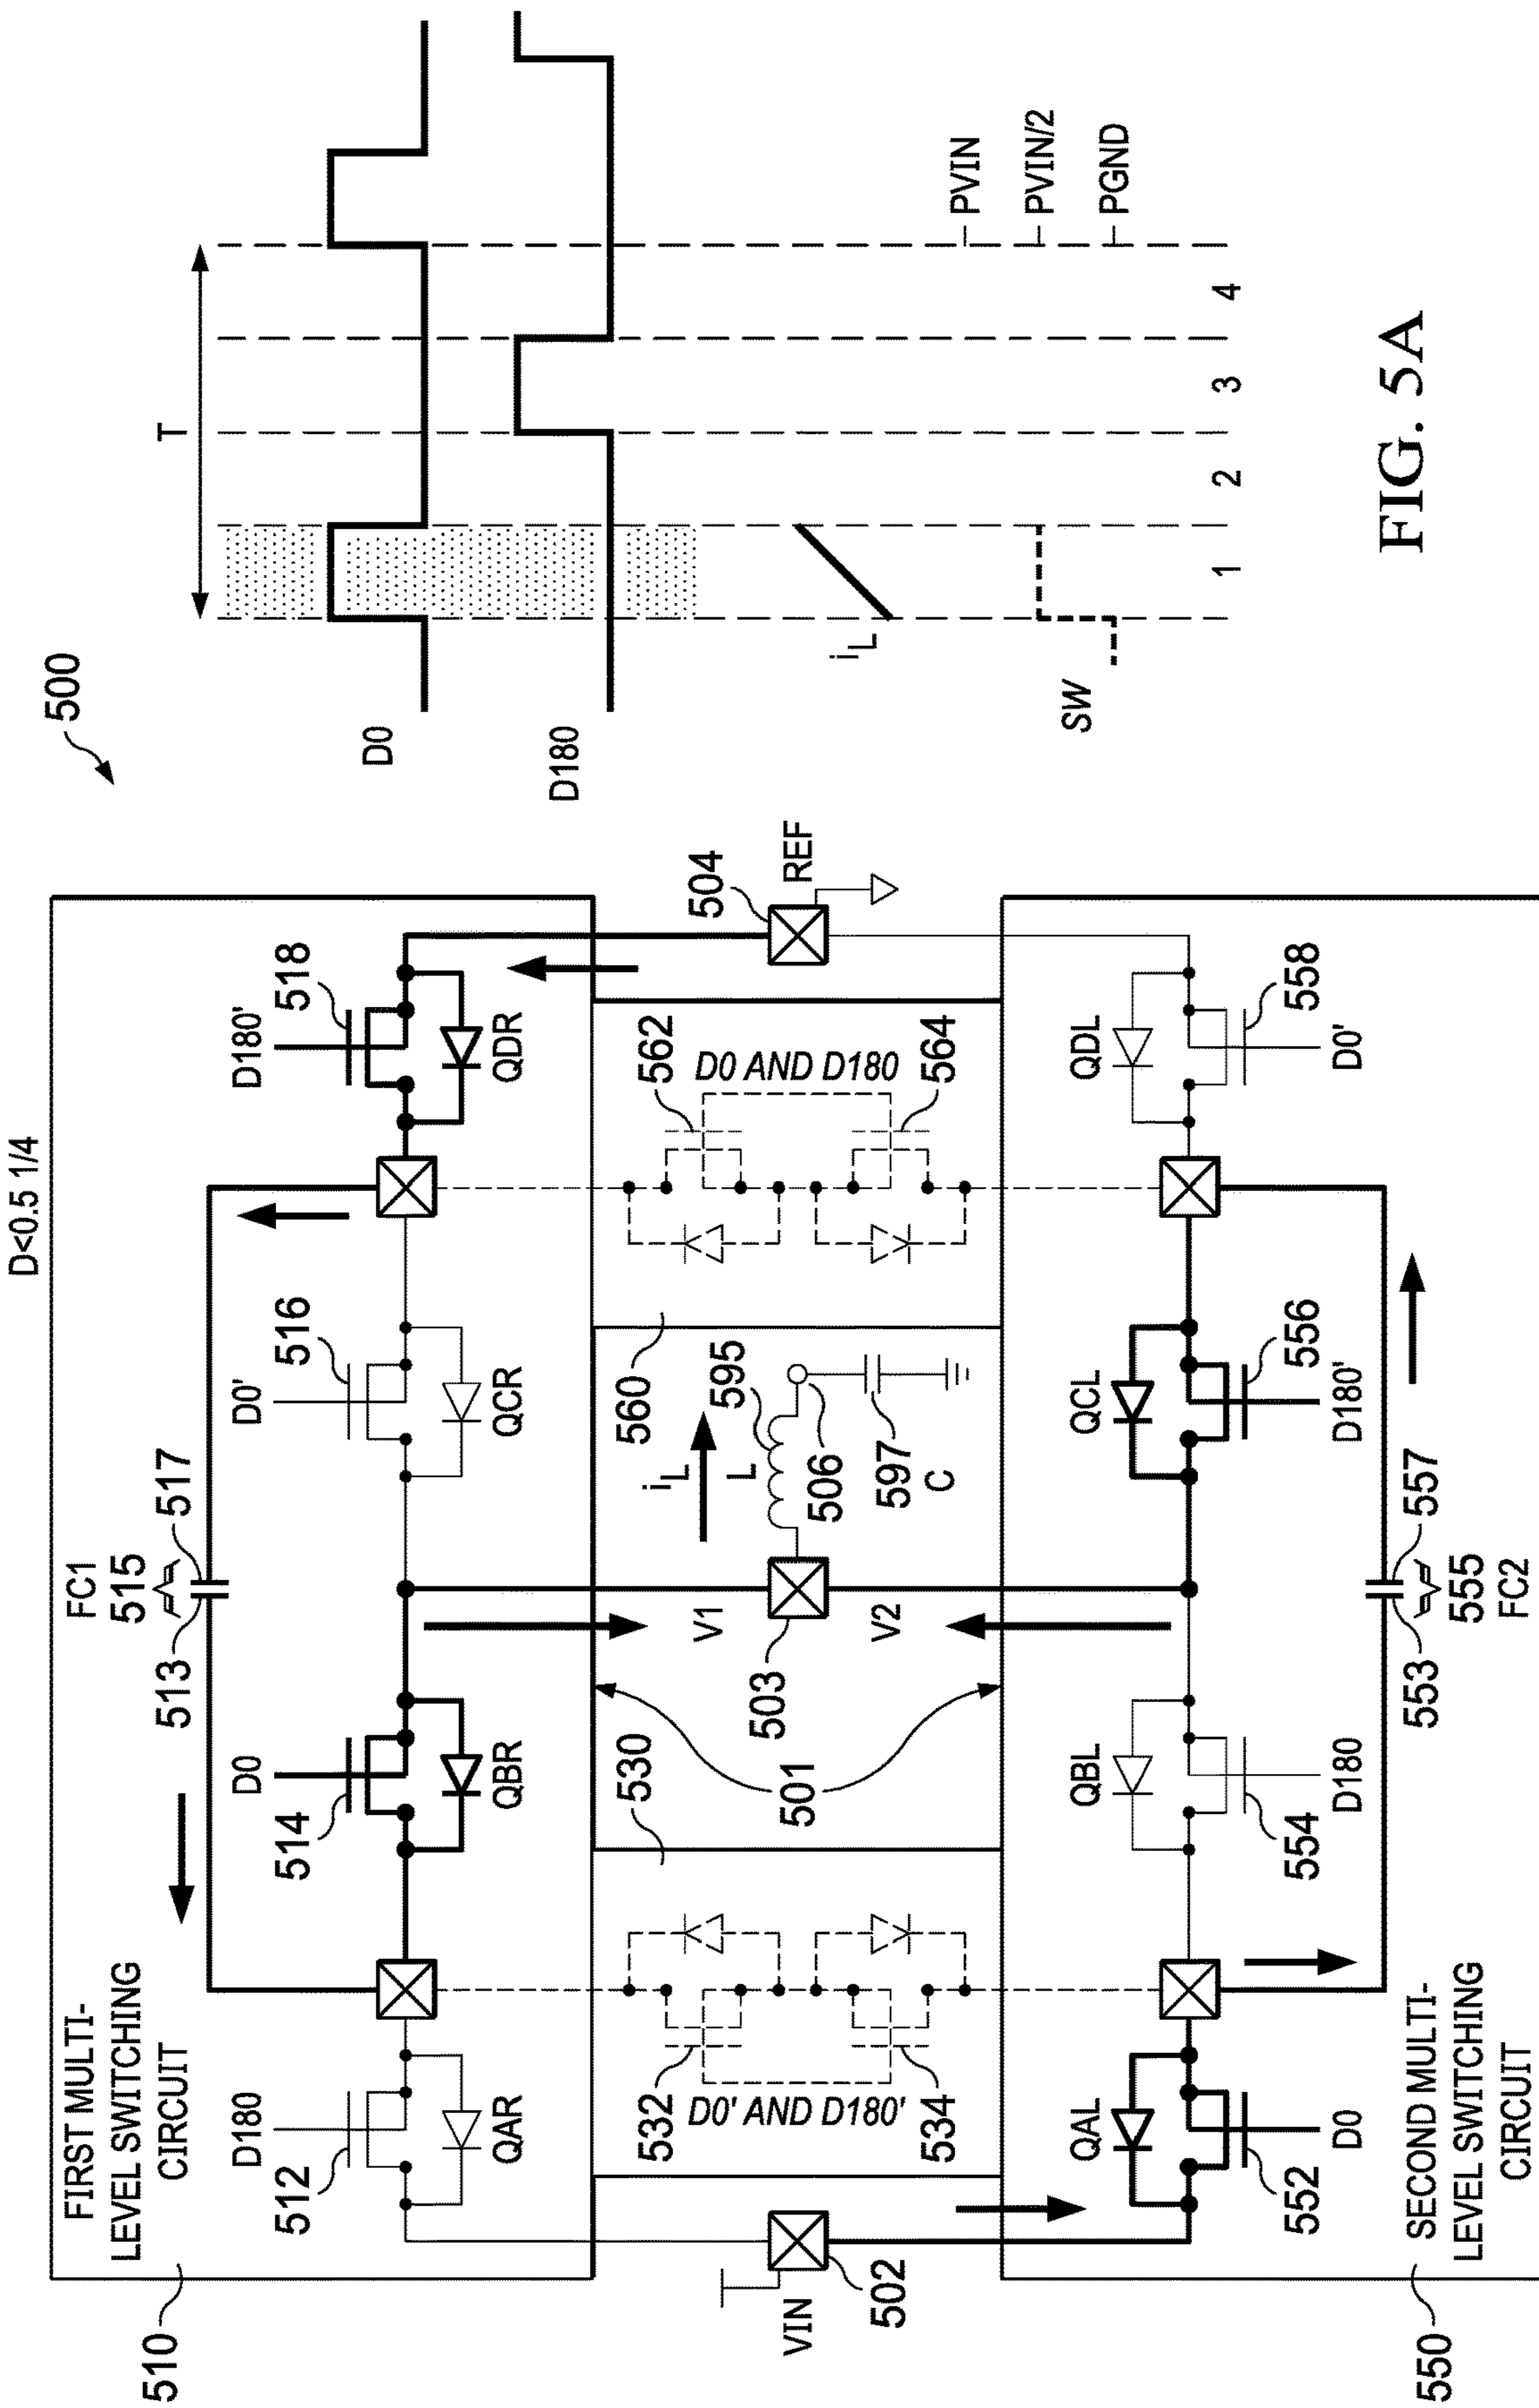 D<0.5 1/4
500
510
FIRST MULTI-
LEVEL SWITCHING
CIRCUIT
FC1
513
515
517
D180
512
QAR
D0
514
QBR
D0'
516
QCR
D180'
518
QDR
530
532
D0' AND D180'
534
501
V1
503
V2
iL
L
595
506
597
C
560
562
D0 AND D180
564
VIN
502
504
REF
QAL
552
D0
QBL
554
D180
QCL
556
D180'
QDL
558
D0'
553
555
557
FC2
SECOND MULTI-
LEVEL SWITCHING
CIRCUIT
550
T
D0
D180
iL
SW
PVIN
PVIN/2
PGND
1
2
3
4
FIG. 5A